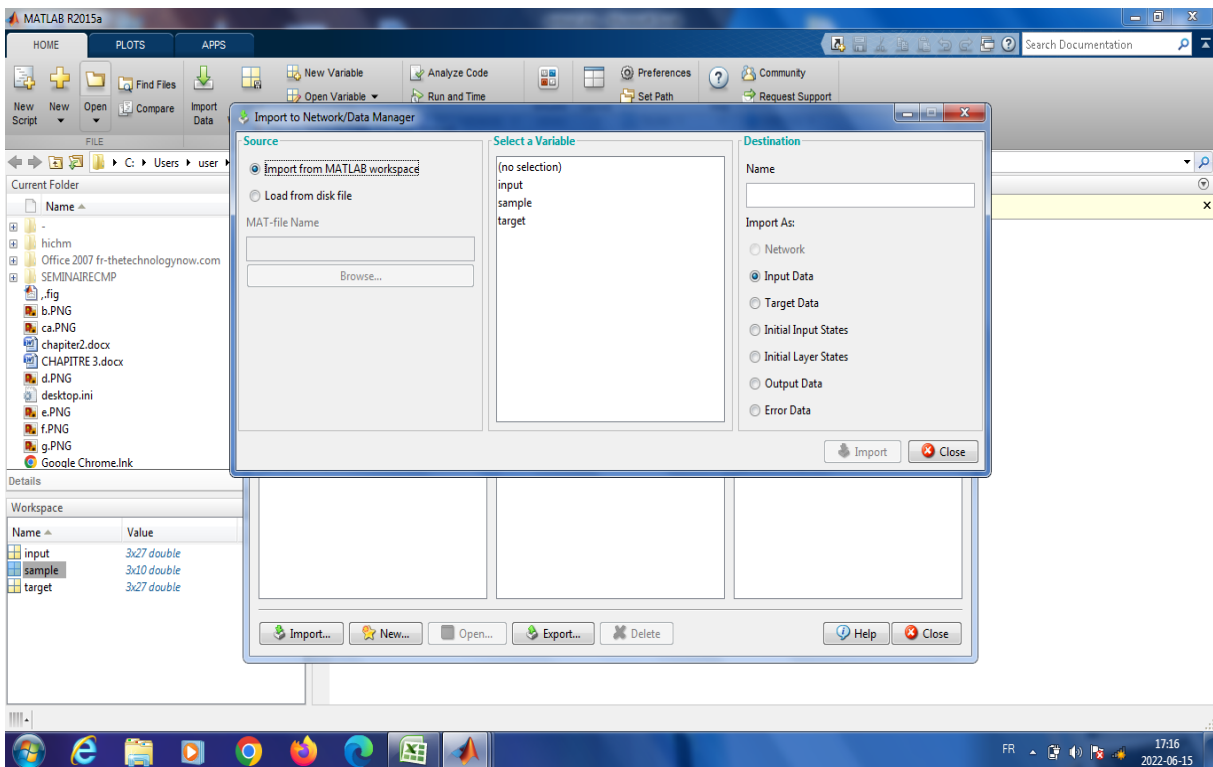 MATLAB R2015a
HOME PLOTS APPS
Search Documentation
New Script
New
Open
Find Files
Compare
Import Data
New Variable
Open Variable
Analyze Code
Run and Time
Preferences
Set Path
Community
Request Support
FILE
C: Users user
Current Folder
Name
-
hichm
Office 2007 fr-thetechnologynow.com
SEMINAIRECMP
,.fig
b.PNG
ca.PNG
chapiter2.docx
CHAPITRE 3.docx
d.PNG
desktop.ini
e.PNG
f.PNG
g.PNG
Google Chrome.lnk
Details
Workspace
Name Value
input 3x27 double
sample 3x10 double
target 3x27 double
Import to Network/Data Manager
Source
Import from MATLAB workspace
Load from disk file
MAT-file Name
Browse...
Select a Variable
(no selection)
input
sample
target
Destination
Name
Import As:
Network
Input Data
Target Data
Initial Input States
Initial Layer States
Output Data
Error Data
Import Close
Import... New... Open... Export... Delete Help Close
FR 17:16
2022-06-15